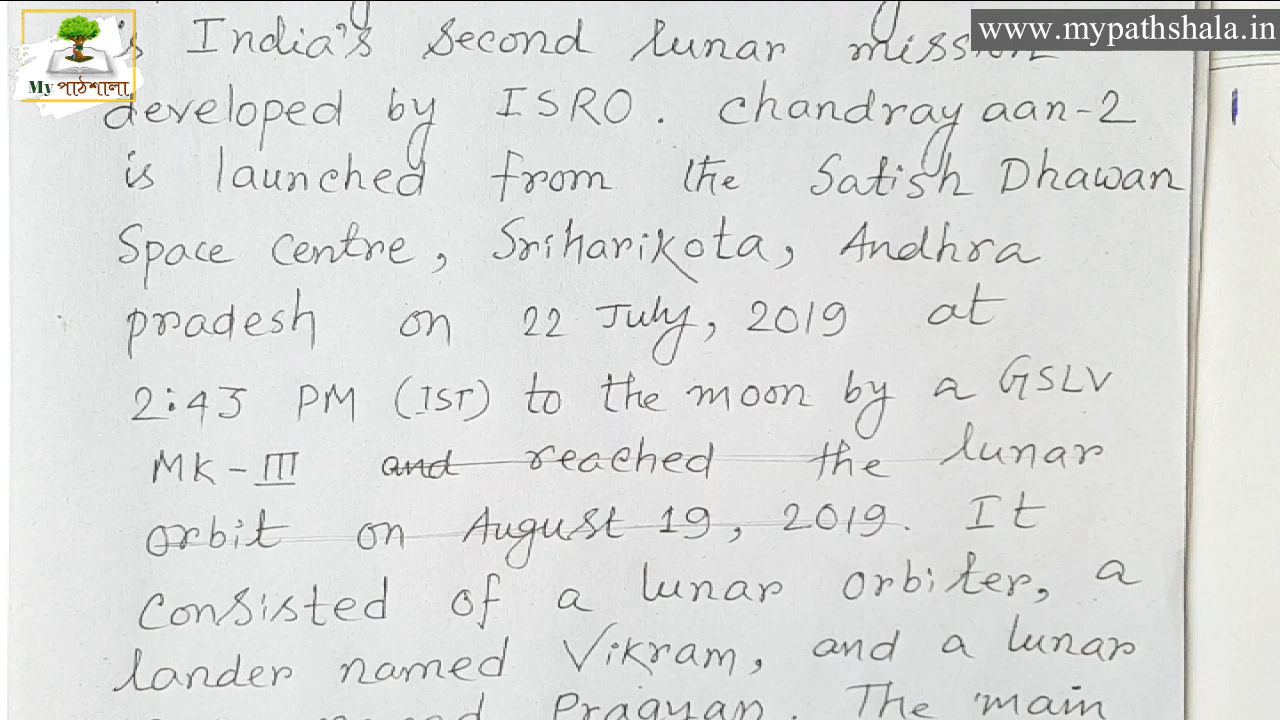 www.mypathshala.in
My পাঠশালা
is India's second lunar mission
developed by ISRO. Chandrayaan-2
is launched from the Satish Dhawan
Space Centre, Sriharikota, Andhra
pradesh on 22 July, 2019 at
2:43 PM (IST) to the moon by a GSLV
MK-III and reached the lunar
orbit on August 19, 2019. It
consisted of a lunar orbiter, a
lander named Vikram, and a lunar
Pragyan. The main